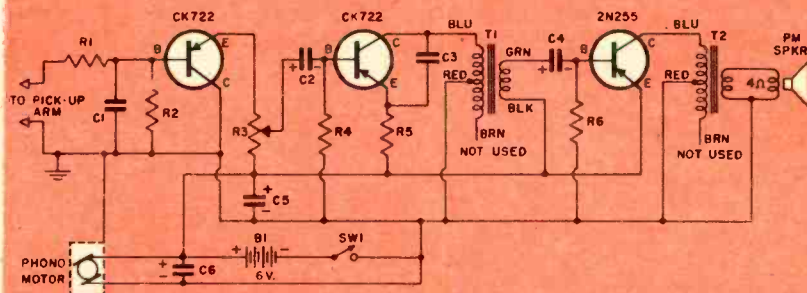 CK722
CK722
2N255
BLU
T1
C4
BLU
T2
PM
SPKR
R1
B
E
C
C2
B
C
E
C3
GRN
RED
BLK
B
C
E
RED
4Ω
TO PICK-UP
ARM
C1
R2
R3
R4
R5
R6
BRN
NOT USED
BRN
NOT USED
+
C5
-
PHONO
MOTOR
+
-
C6
+
B1
-
6V.
SW1